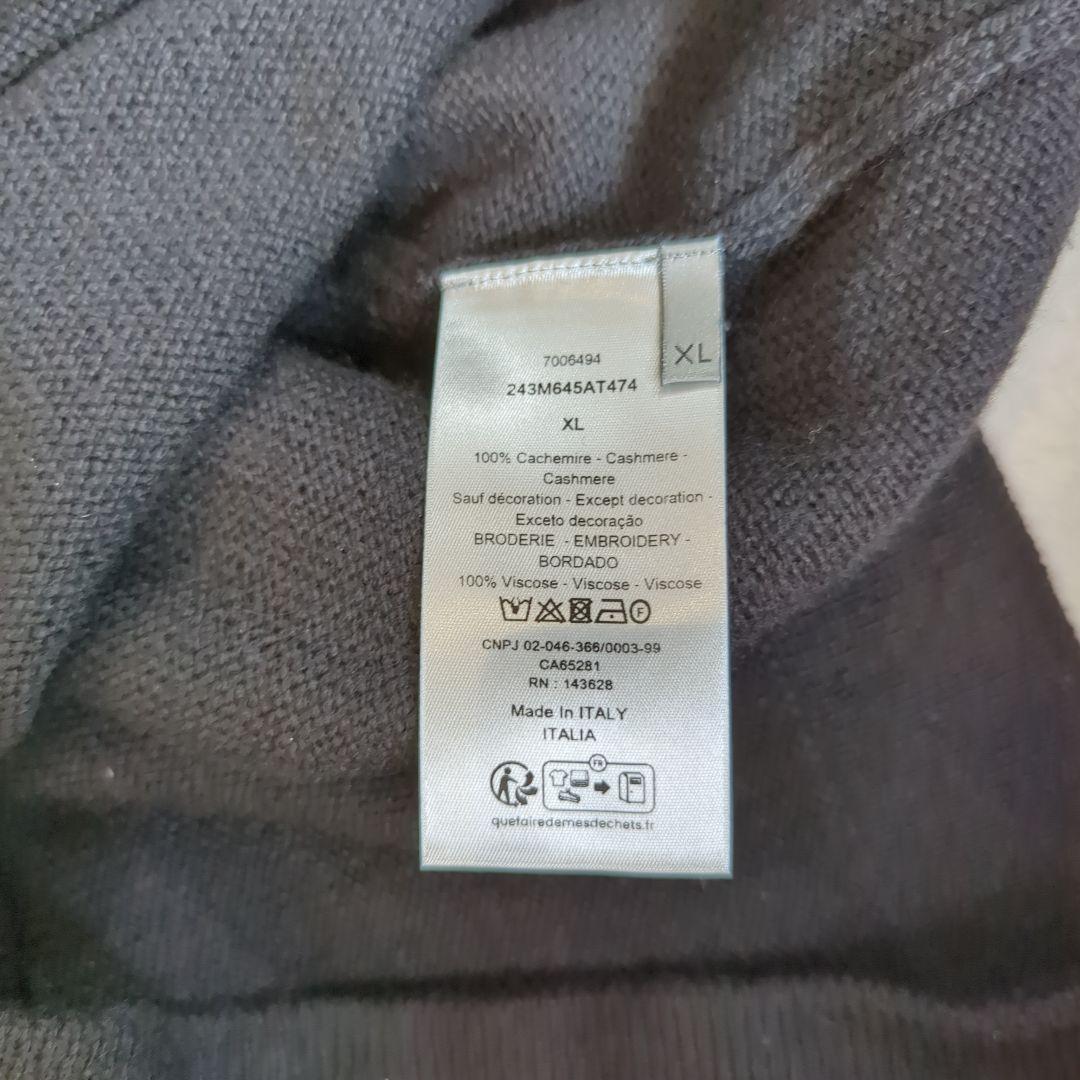 XL
7006494
243M645AT474
XL
100% Cachemire - Cashmere -
Cashmere
Sauf décoration - Except decoration -
Exceto decoração
BRODERIE - EMBROIDERY -
BORDADO
100% Viscose - Viscose - Viscose
F
CNPJ 02-046-366/0003-99
CA65281
RN : 143628
Made In ITALY
ITALIA
FR
quefairedemesdechets.fr